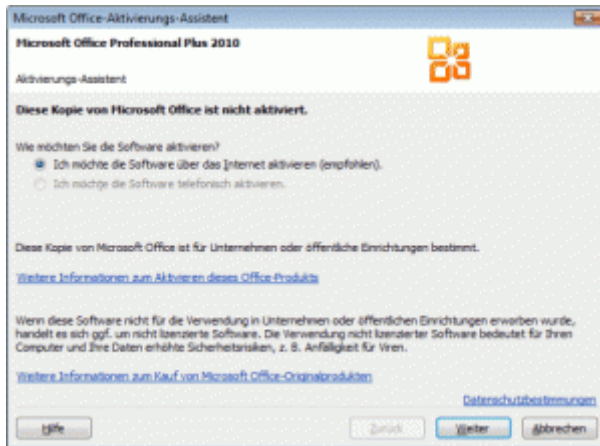 Microsoft Office-Aktivierungs-Assistent
Microsoft Office Professional Plus 2010
Aktivierungs-Assistent
Diese Kopie von Microsoft Office ist nicht aktiviert.
Wie möchten Sie die Software aktivieren?
Ich möchte die Software über das Internet aktivieren (empfohlen).
Ich möchte die Software telefonisch aktivieren.
Diese Kopie von Microsoft Office ist für Unternehmen oder öffentliche Einrichtungen bestimmt.
Weitere Informationen zum Aktivieren dieses Office-Produkts
Wenn diese Software nicht für die Verwendung in Unternehmen oder öffentlichen Einrichtungen erworben wurde,
handelt es sich ggf. um nicht lizenzierte Software. Die Verwendung nicht lizenzierter Software bedeutet für Ihren
Computer und Ihre Daten erhöhte Sicherheitsrisiken, z. B. Anfälligkeit für Viren.
Weitere Informationen zum Kauf von Microsoft Office-Originalprodukten
Datenschutzbestimmungen
Hilfe Zurück Weiter Abbrechen